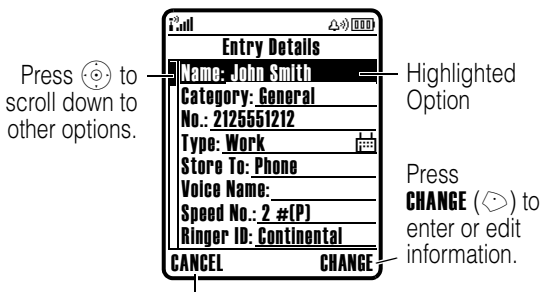 Entry Details
Press to
scroll down to
other options.
Name: John Smith
Category: General
No.: 2125551212
Type: Work
Store To: Phone
Voice Name:
Speed No.: 2 #(P)
Ringer ID: Continental
CANCEL CHANGE
Highlighted
Option
Press
CHANGE ( ) to
enter or edit
information.